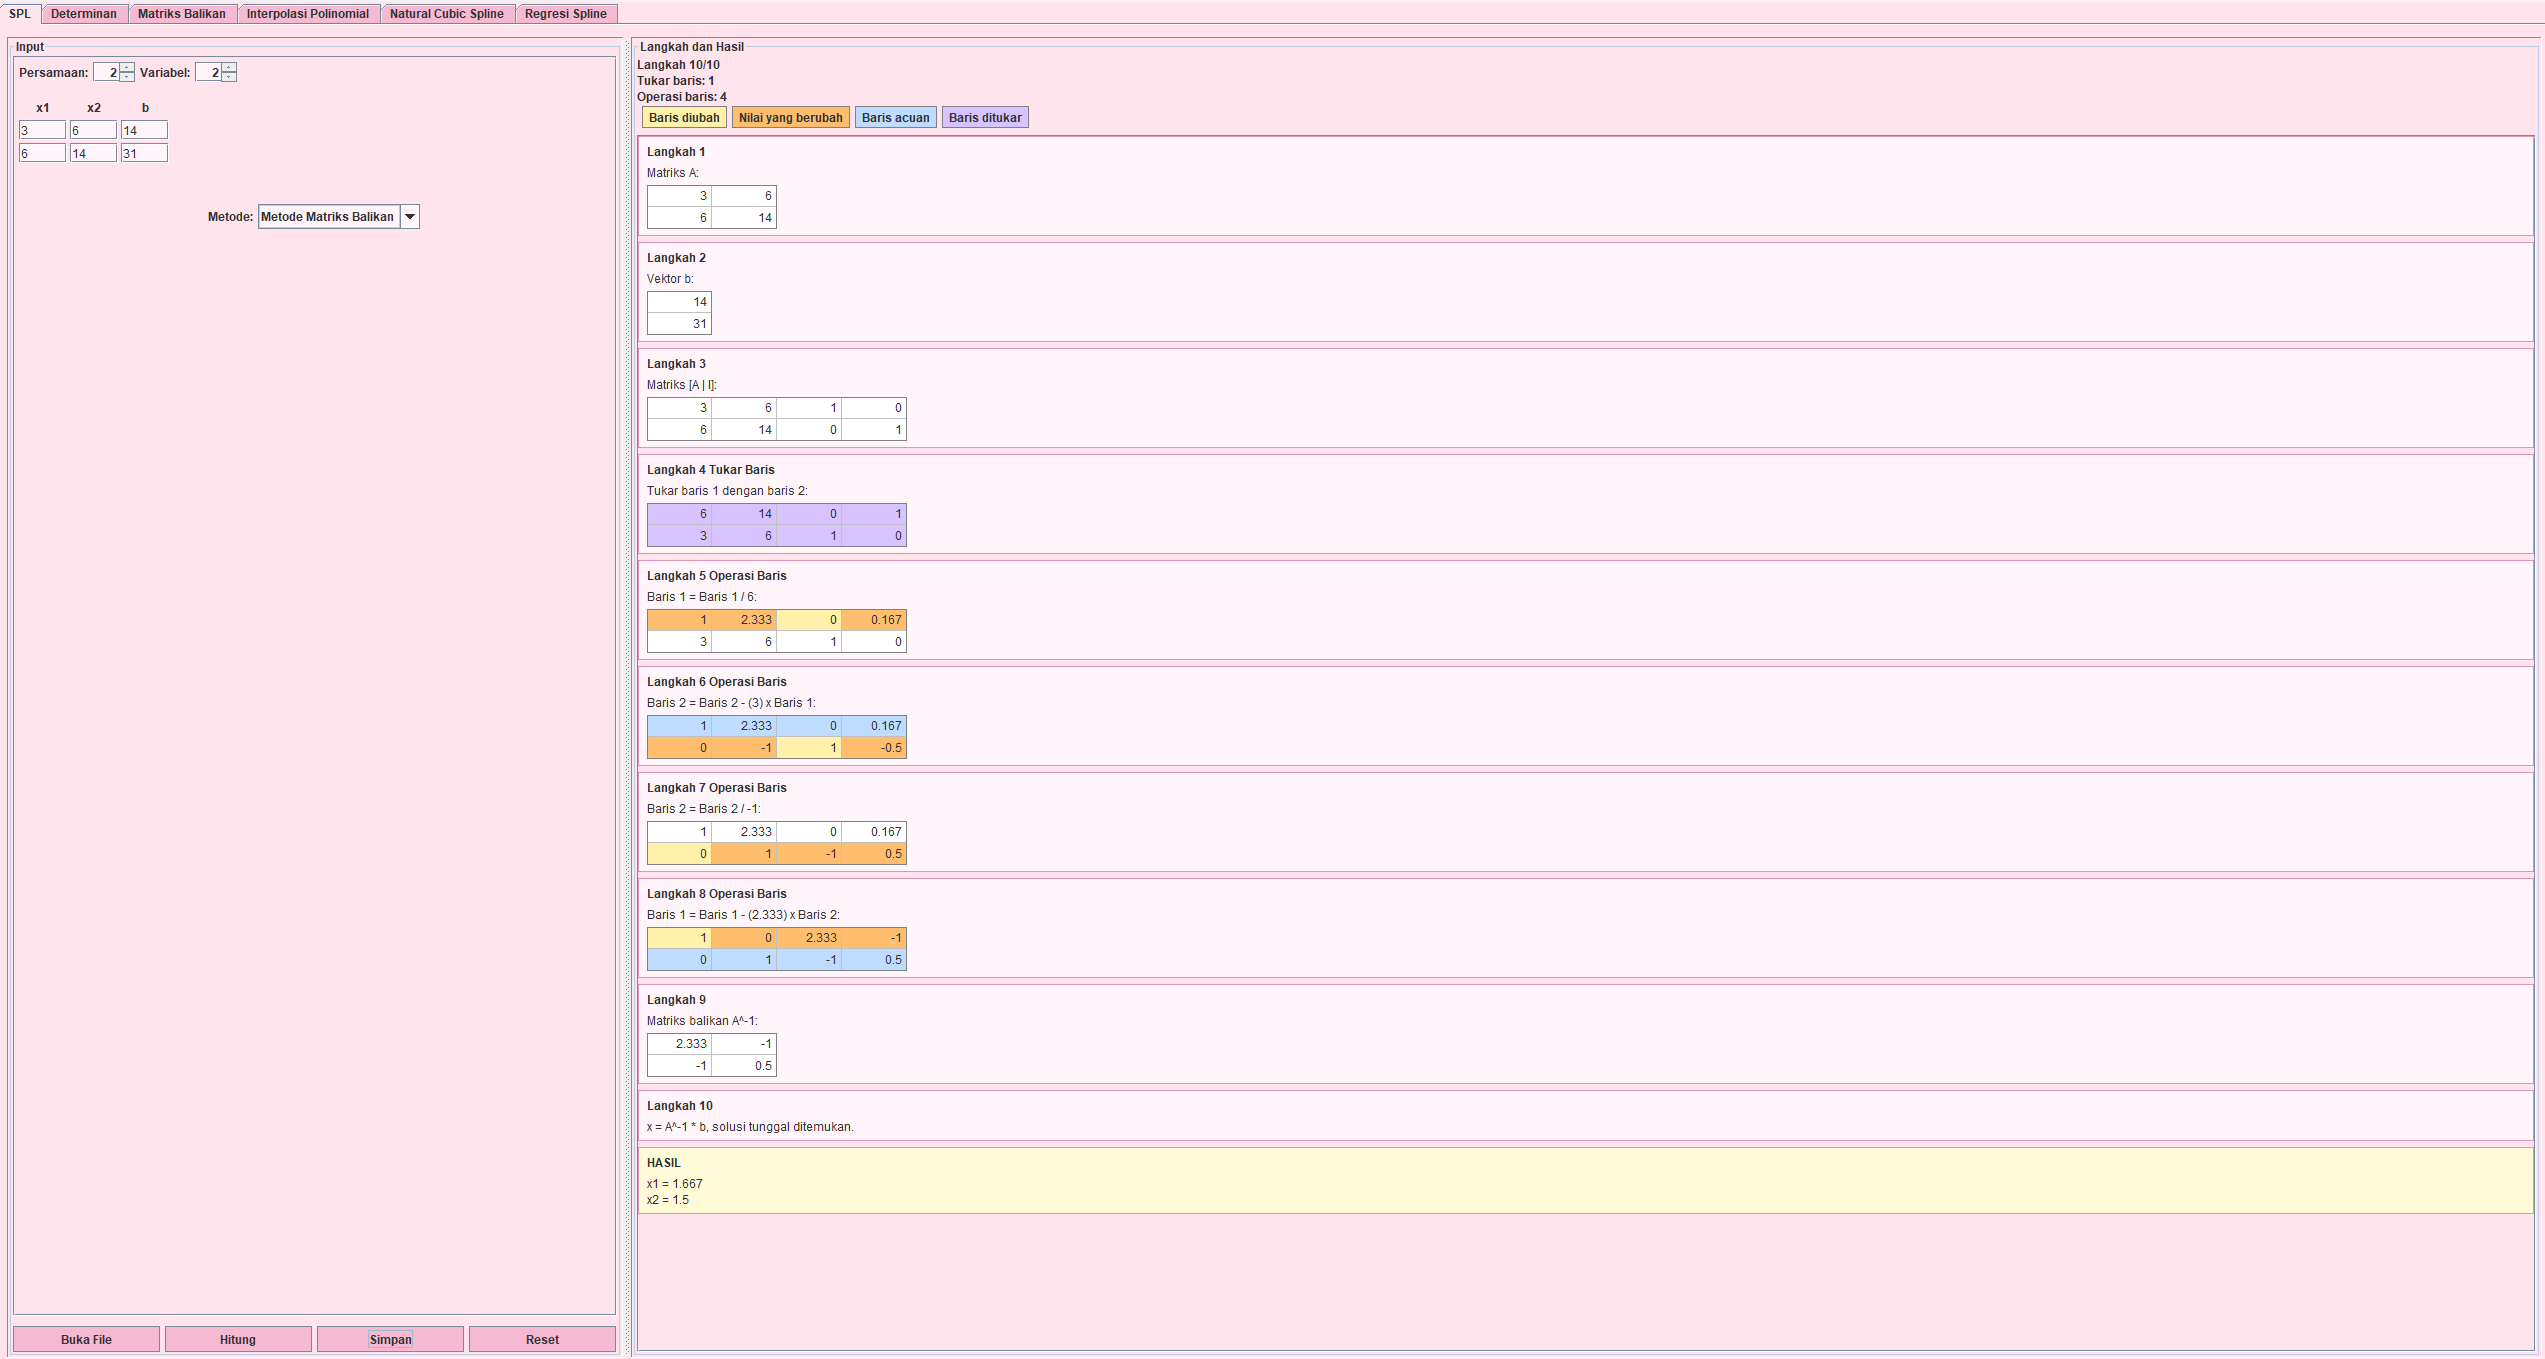 SPL Determinan Matriks Balikan Interpolasi Polinomial Natural Cubic Spline Regresi Spline
Input
Persamaan: 2 Variabel: 2
x1 x2 b
3 6 14
6 14 31
Metode: Metode Matriks Balikan
Buka File Hitung Simpan Reset
Langkah dan Hasil
Langkah 10/10
Tukar baris: 1
Operasi baris: 4
Baris diubah Nilai yang berubah Baris acuan Baris ditukar
Langkah 1
Matriks A:
3 6
6 14
Langkah 2
Vektor b:
14
31
Langkah 3
Matriks [A | I]:
3 6 1 0
6 14 0 1
Langkah 4 Tukar Baris
Tukar baris 1 dengan baris 2:
6 14 0 1
3 6 1 0
Langkah 5 Operasi Baris
Baris 1 = Baris 1 / 6:
1 2.333 0 0.167
3 6 1 0
Langkah 6 Operasi Baris
Baris 2 = Baris 2 - (3) x Baris 1:
1 2.333 0 0.167
0 -1 1 -0.5
Langkah 7 Operasi Baris
Baris 2 = Baris 2 / -1:
1 2.333 0 0.167
0 1 -1 0.5
Langkah 8 Operasi Baris
Baris 1 = Baris 1 - (2.333) x Baris 2:
1 0 2.333 -1
0 1 -1 0.5
Langkah 9
Matriks balikan A^-1:
2.333 -1
-1 0.5
Langkah 10
x = A^-1 * b, solusi tunggal ditemukan.
HASIL
x1 = 1.667
x2 = 1.5